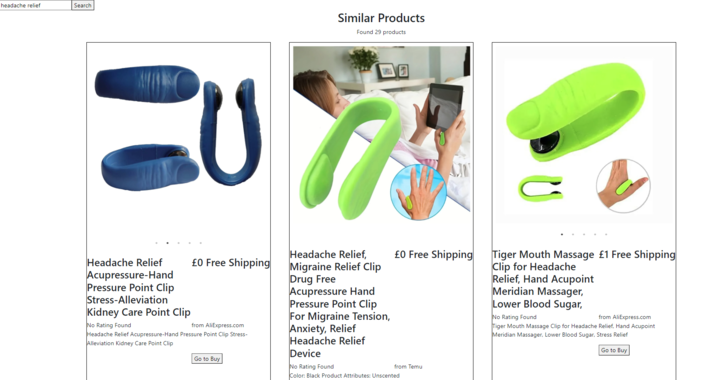 headache relief
Search
Similar Products
Found 29 products
Headache Relief
Acupressure-Hand
Pressure Point Clip
Stress-Alleviation
Kidney Care Point Clip
£0 Free Shipping
No Rating Found
from AliExpress.com
Headache Relief Acupressure-Hand Pressure Point Clip Stress-
Alleviation Kidney Care Point Clip
Go to Buy
Headache Relief,
Migraine Relief Clip
Drug Free
Acupressure Hand
Pressure Point Clip
For Migraine Tension,
Anxiety, Relief
Headache Relief
Device
£0 Free Shipping
No Rating Found
from Temu
Color: Black Product Attributes: Unscented
Tiger Mouth Massage
Clip for Headache
Relief, Hand Acupoint
Meridian Massager,
Lower Blood Sugar,
£1 Free Shipping
No Rating Found
from AliExpress.com
Tiger Mouth Massage Clip for Headache Relief, Hand Acupoint
Meridian Massager, Lower Blood Sugar, Stress Relief
Go to Buy